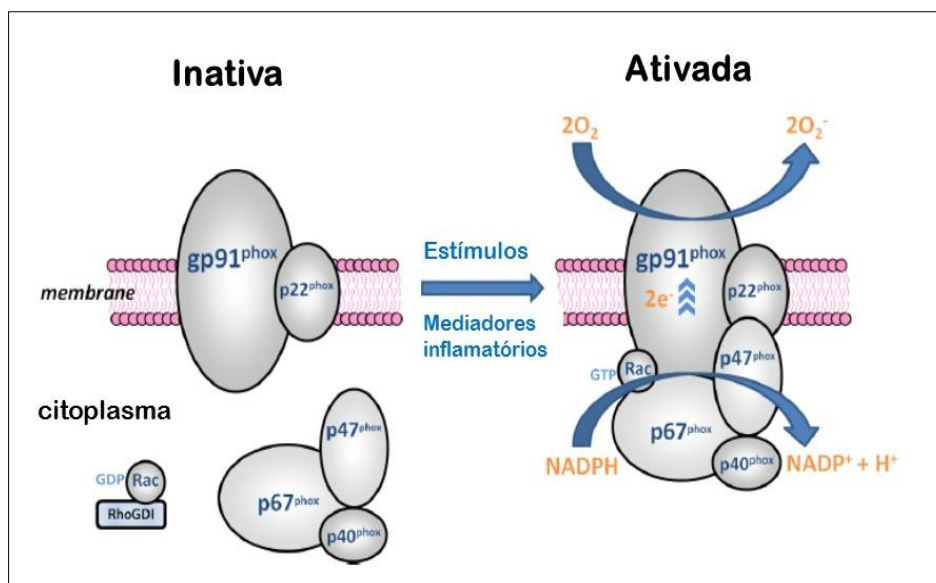 Inativa
gp91phox
p22phox
membrane
citoplasma
p47phox
GDP
Rac
RhoGDI
p67phox
p40phox
Estímulos
Mediadores
inflamatórios
Ativada
2O₂
2O₂⁻
gp91phox
2e⁻
p22phox
GTP
Rac
p47phox
p67phox
NADPH
p40phox
NADP⁺ + H⁺